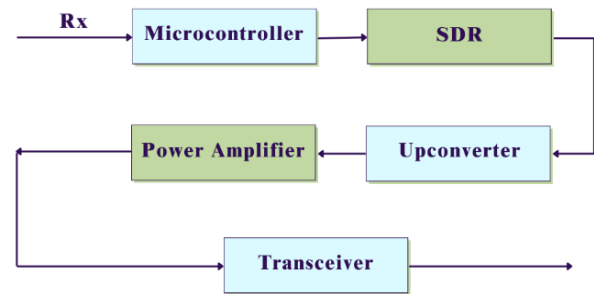 Rx
Microcontroller
SDR
Power Amplifier
Upconverter
Transceiver